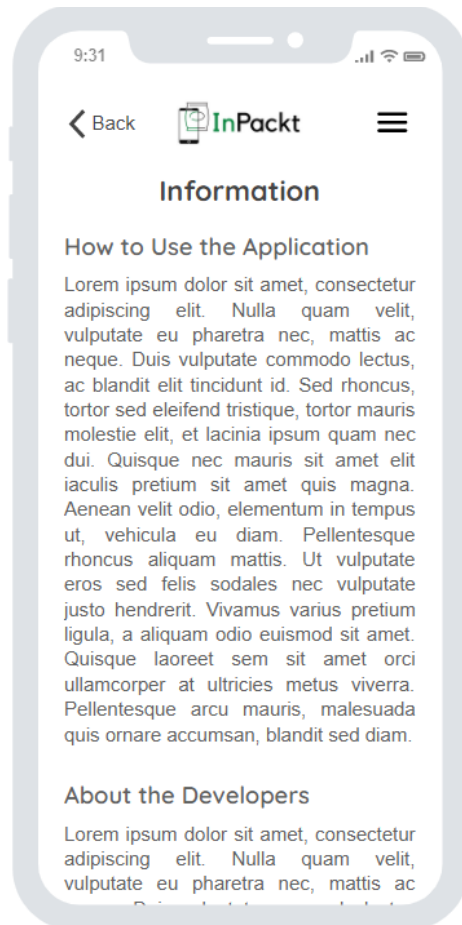 9:31
Back
InPackt
Information
How to Use the Application
Lorem ipsum dolor sit amet, consectetur
adipiscing elit. Nulla quam velit,
vulputate eu pharetra nec, mattis ac
neque. Duis vulputate commodo lectus,
ac blandit elit tincidunt id. Sed rhoncus,
tortor sed eleifend tristique, tortor mauris
molestie elit, et lacinia ipsum quam nec
dui. Quisque nec mauris sit amet elit
iaculis pretium sit amet quis magna.
Aenean velit odio, elementum in tempus
ut, vehicula eu diam. Pellentesque
rhoncus aliquam mattis. Ut vulputate
eros sed felis sodales nec vulputate
justo hendrerit. Vivamus varius pretium
ligula, a aliquam odio euismod sit amet.
Quisque laoreet sem sit amet orci
ullamcorper at ultricies metus viverra.
Pellentesque arcu mauris, malesuada
quis ornare accumsan, blandit sed diam.
About the Developers
Lorem ipsum dolor sit amet, consectetur
adipiscing elit. Nulla quam velit,
vulputate eu pharetra nec, mattis ac